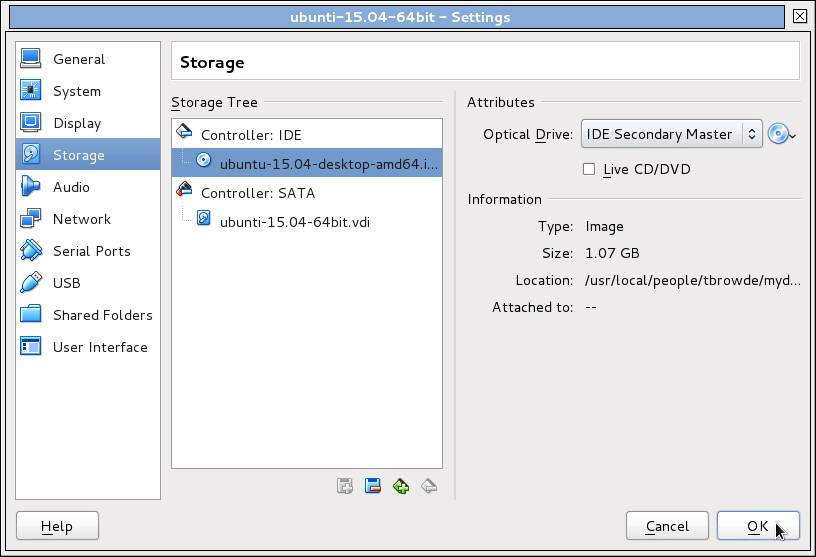 ubunti-15.04-64bit - Settings
General
System
Display
Storage
Audio
Network
Serial Ports
USB
Shared Folders
User Interface
Storage
Storage Tree
Controller: IDE
ubuntu-15.04-desktop-amd64.i...
Controller: SATA
ubunti-15.04-64bit.vdi
Attributes
Optical Drive: IDE Secondary Master
Live CD/DVD
Information
Type: Image
Size: 1.07 GB
Location: /usr/local/people/tbrowde/myd...
Attached to: --
Help
Cancel
OK